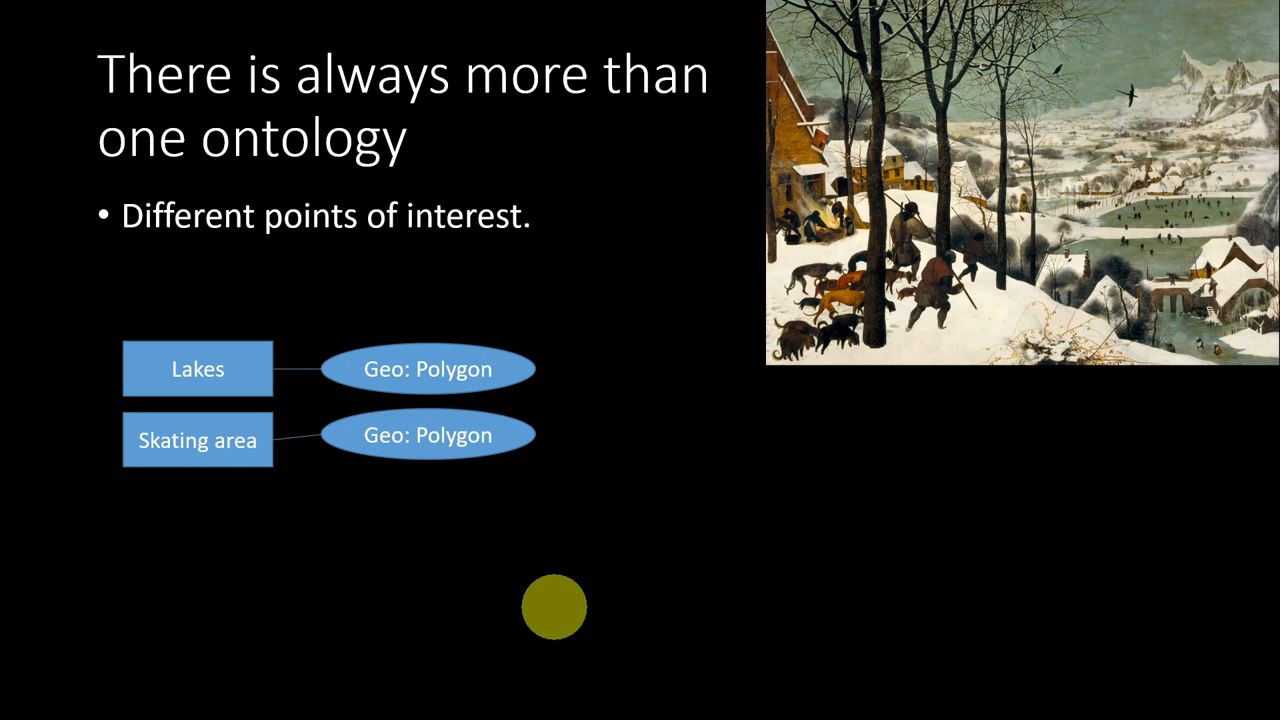 There is always more than
one ontology
• Different points of interest.
Lakes
Geo: Polygon
Skating area
Geo: Polygon